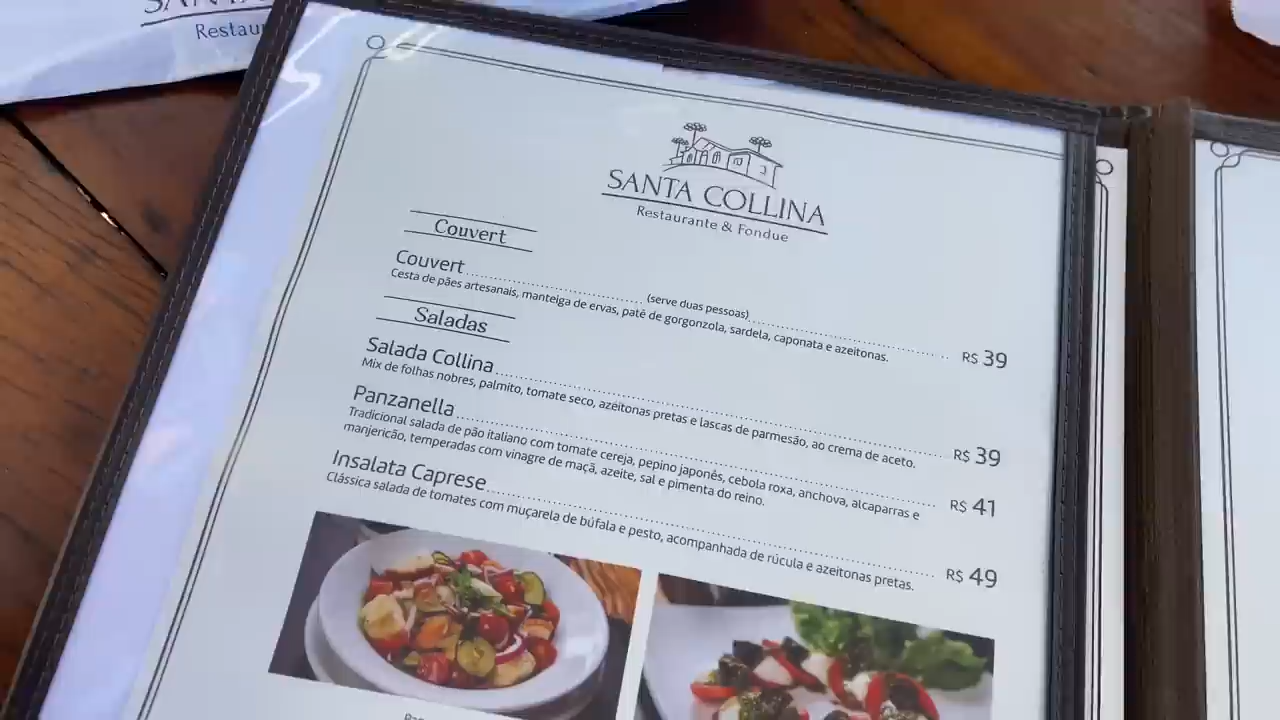 Restau
SANTA COLLINA
Restaurante & Fondue
Couvert
Couvert (serve duas pessoas) R$ 39
Cesta de pães artesanais, manteiga de ervas, patê de gorgonzola, sardela, caponata e azeitonas.
Saladas
Salada Collina R$ 39
Mix de folhas nobres, palmito, tomate seco, azeitonas pretas e lascas de parmesão, ao crema de aceto.
Panzanella R$ 41
Tradicional salada de pão italiano com tomate cereja, pepino japonês, cebola roxa, anchova, alcaparras e
manjericão, temperadas com vinagre de maçã, azeite, sal e pimenta do reino.
Insalata Caprese R$ 49
Clássica salada de tomates com muçarela de búfala e pesto, acompanhada de rúcula e azeitonas pretas.